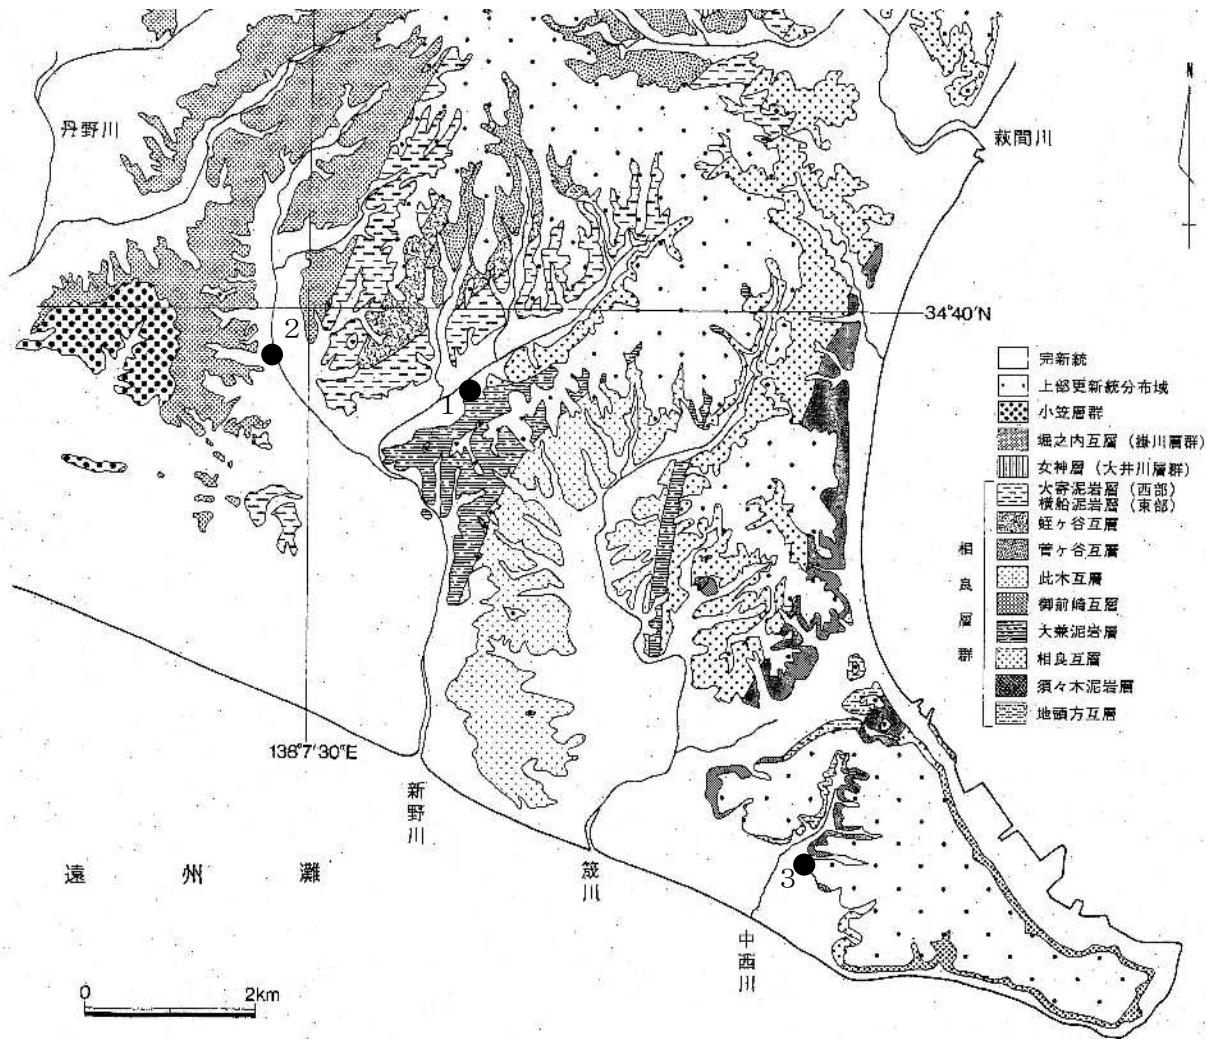 丹野川
萩間川
N
2
34°40′N
1
完新統
上部更新統分布域
小笠層群
堀之内互層（掛川層群）
女神層（大井川層群）
大寄泥岩層（西部）
横船泥岩層（東部）
蛭ヶ谷互層
菅ヶ谷互層
此木互層
御前崎互層
大兼泥岩層
相良互層
須々木泥岩層
地頭方互層
相良層群
138°7′30″E
新野川
筬川
中西川
3
遠州灘
0 2km